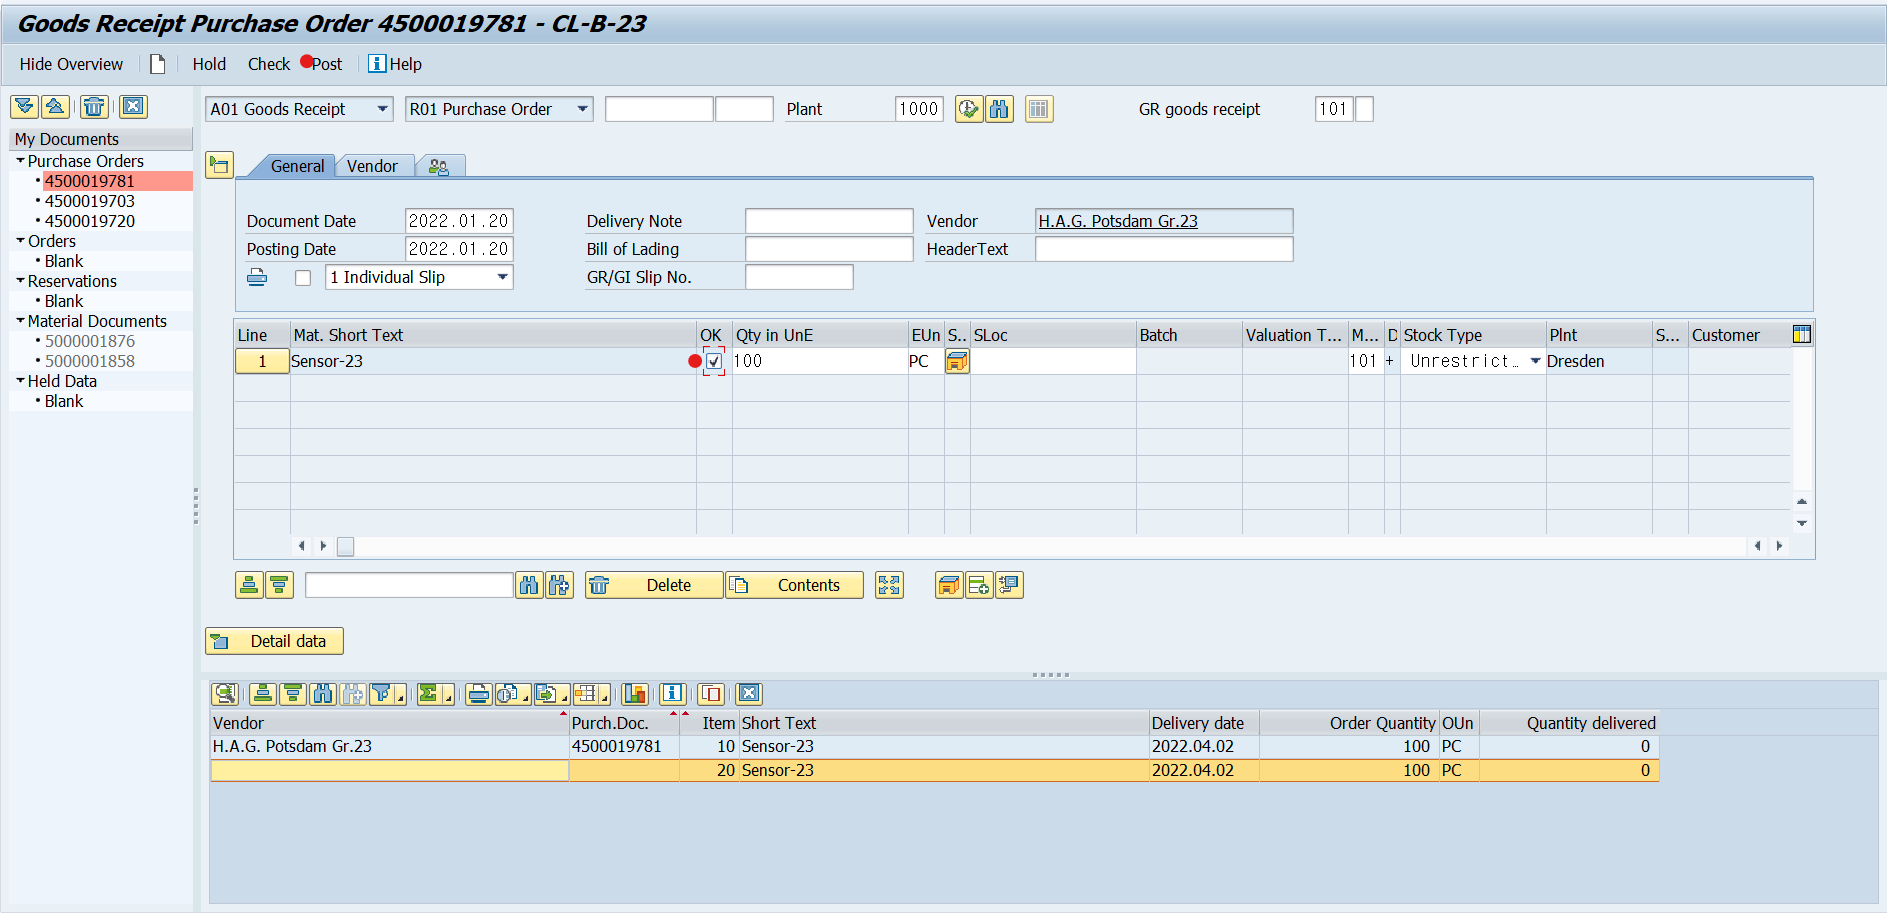 Goods Receipt Purchase Order 4500019781 - CL-B-23
Hide Overview Hold Check Post Help
A01 Goods Receipt R01 Purchase Order Plant 1000 GR goods receipt 101
My Documents
Purchase Orders
4500019781
4500019703
4500019720
Orders
Blank
Reservations
Blank
Material Documents
5000001876
5000001858
Held Data
Blank
General Vendor
Document Date 2022.01.20 Delivery Note Vendor H.A.G. Potsdam Gr.23
Posting Date 2022.01.20 Bill of Lading HeaderText
1 Individual Slip GR/GI Slip No.
Line Mat. Short Text OK Qty in UnE EUn S.. SLoc Batch Valuation T... M... D Stock Type Plnt S... Customer
1 Sensor-23 100 PC 101 + Unrestrict… Dresden
Delete Contents
Detail data
Vendor Purch.Doc. Item Short Text Delivery date Order Quantity OUn Quantity delivered
H.A.G. Potsdam Gr.23 4500019781 10 Sensor-23 2022.04.02 100 PC 0
20 Sensor-23 2022.04.02 100 PC 0